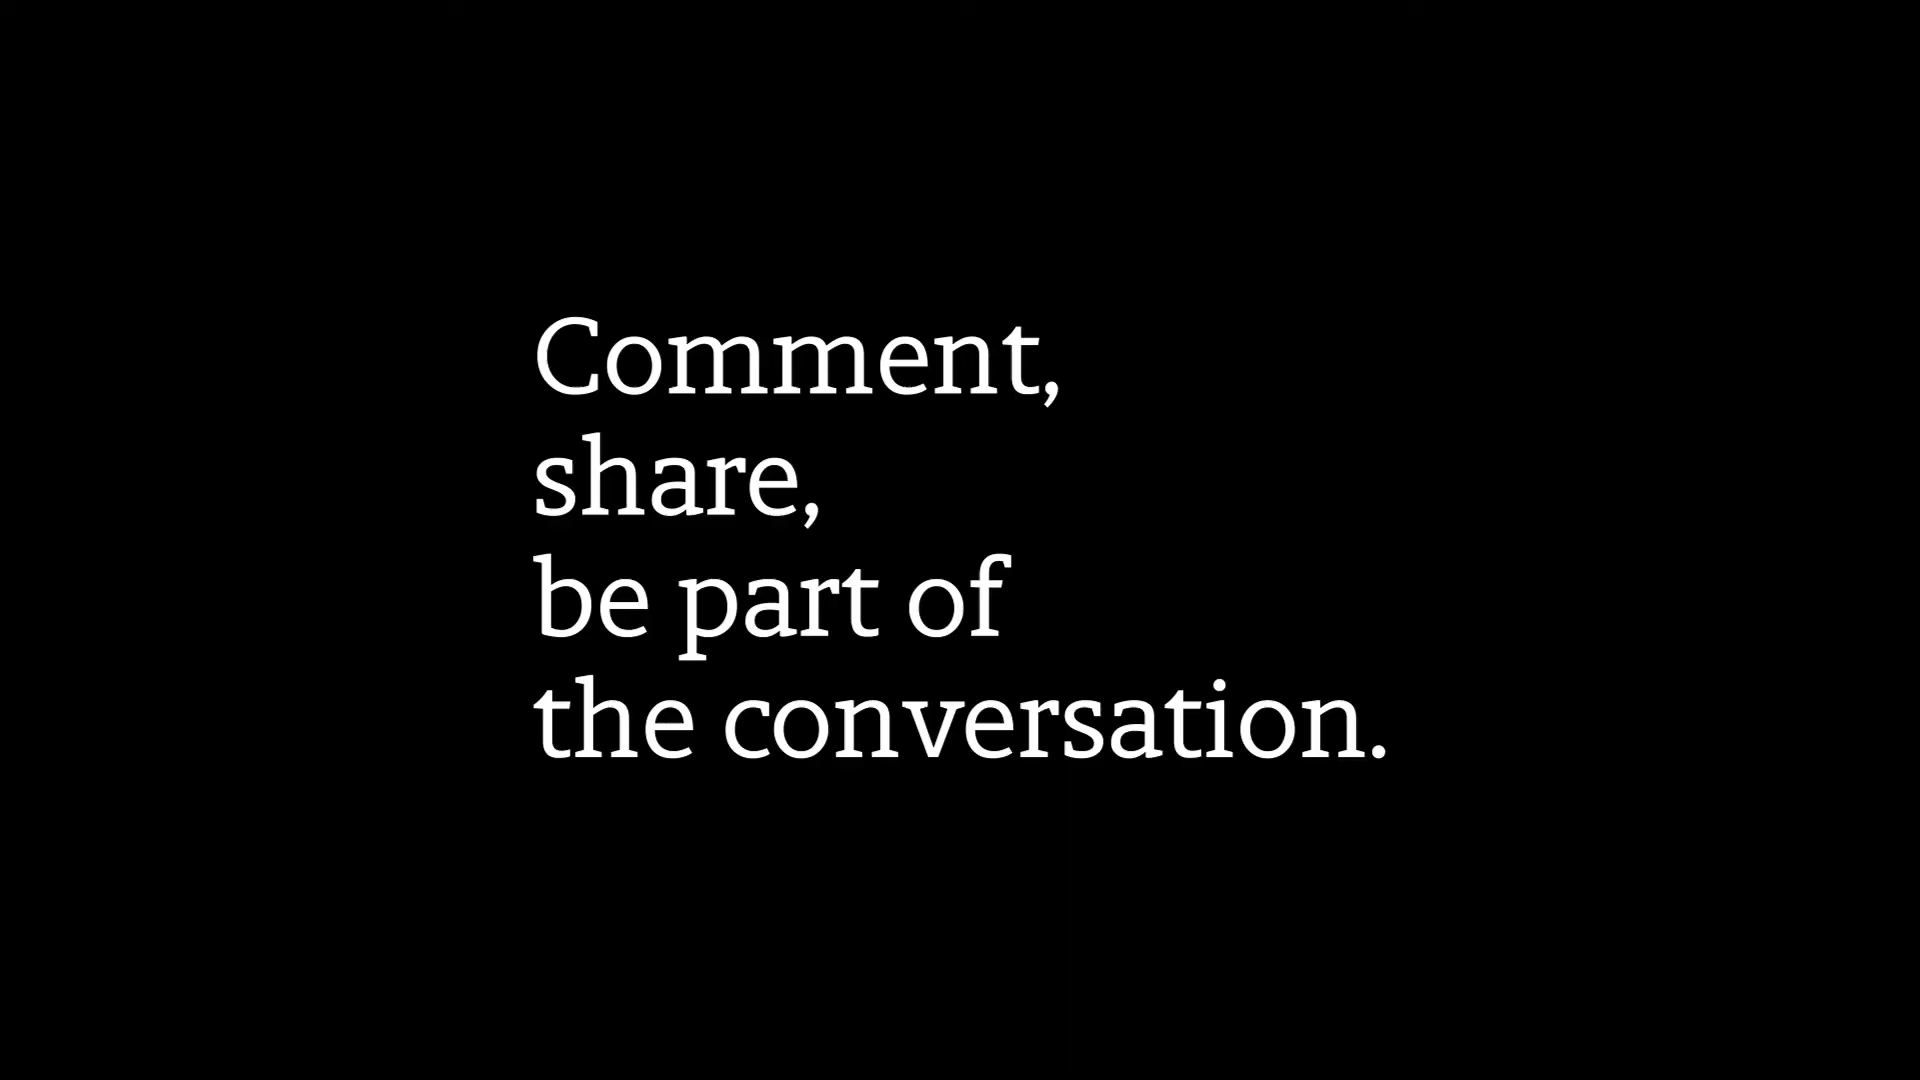 Comment,
share,
be part of
the conversation.